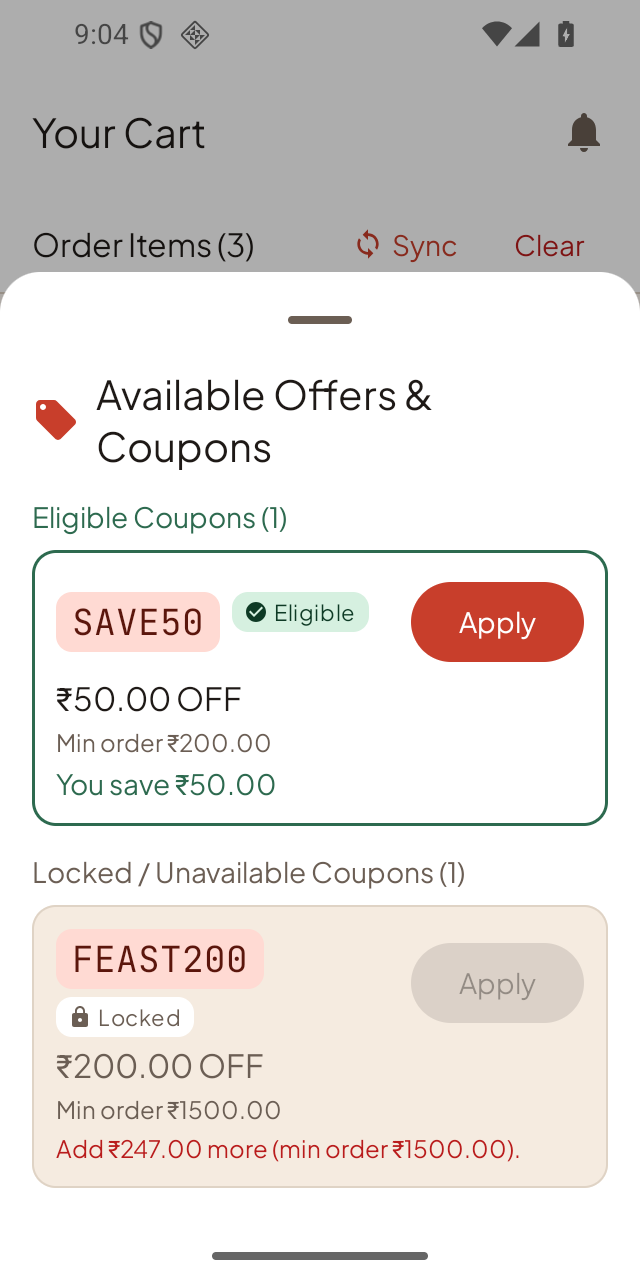 9:04
Your Cart
Order Items (3)
Sync
Clear
Available Offers &
Coupons
Eligible Coupons (1)
SAVE50
Eligible
Apply
₹50.00 OFF
Min order ₹200.00
You save ₹50.00
Locked / Unavailable Coupons (1)
FEAST200
Apply
Locked
₹200.00 OFF
Min order ₹1500.00
Add ₹247.00 more (min order ₹1500.00).